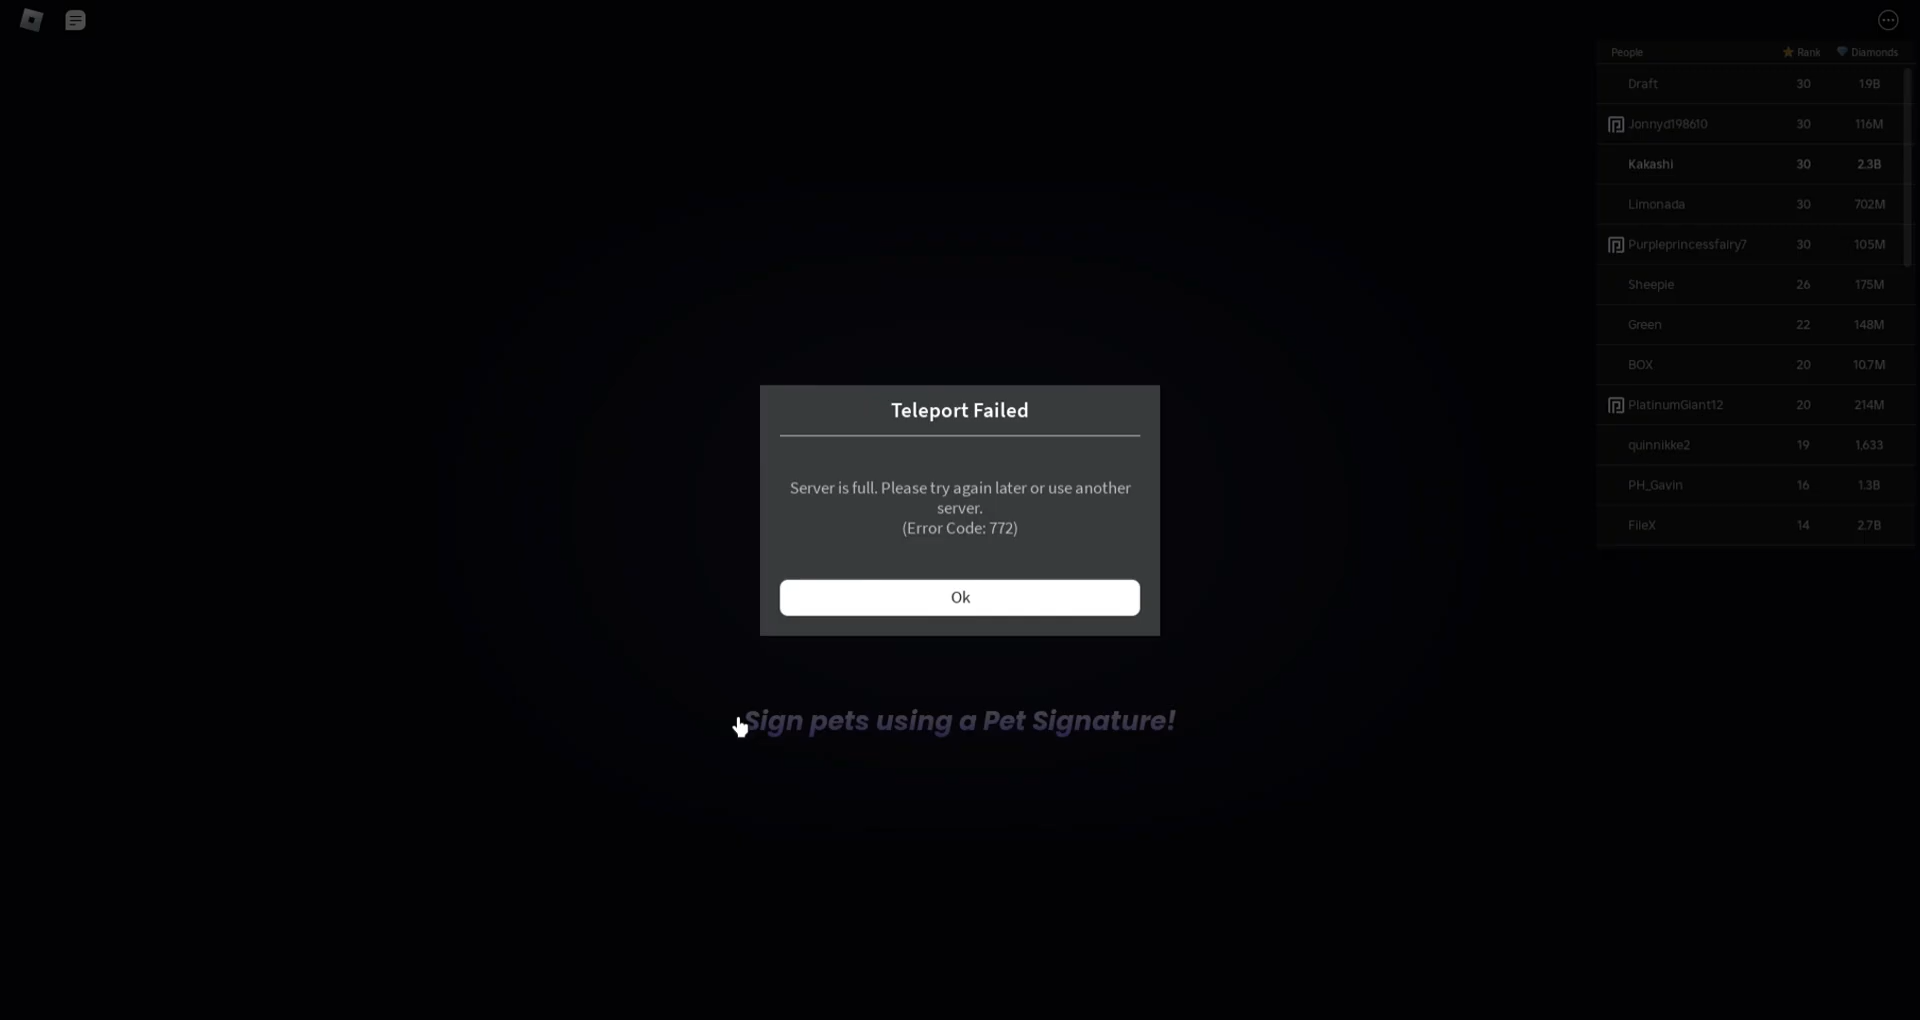 People Rank Diamonds
Draft 30 1.9B
Jonnyd198610 30 116M
Kakashi 30 2.3B
Limonada 30 702M
Purpleprincessfairy7 30 105M
Sheepie 26 175M
Green 22 148M
BOX 20 10.7M
PlatinumGiant12 20 214M
quinnikke2 19 1,633
PH_Gavin 16 1.3B
FileX 14 2.7B
Teleport Failed
Server is full. Please try again later or use another
server.
(Error Code: 772)
Ok
Sign pets using a Pet Signature!